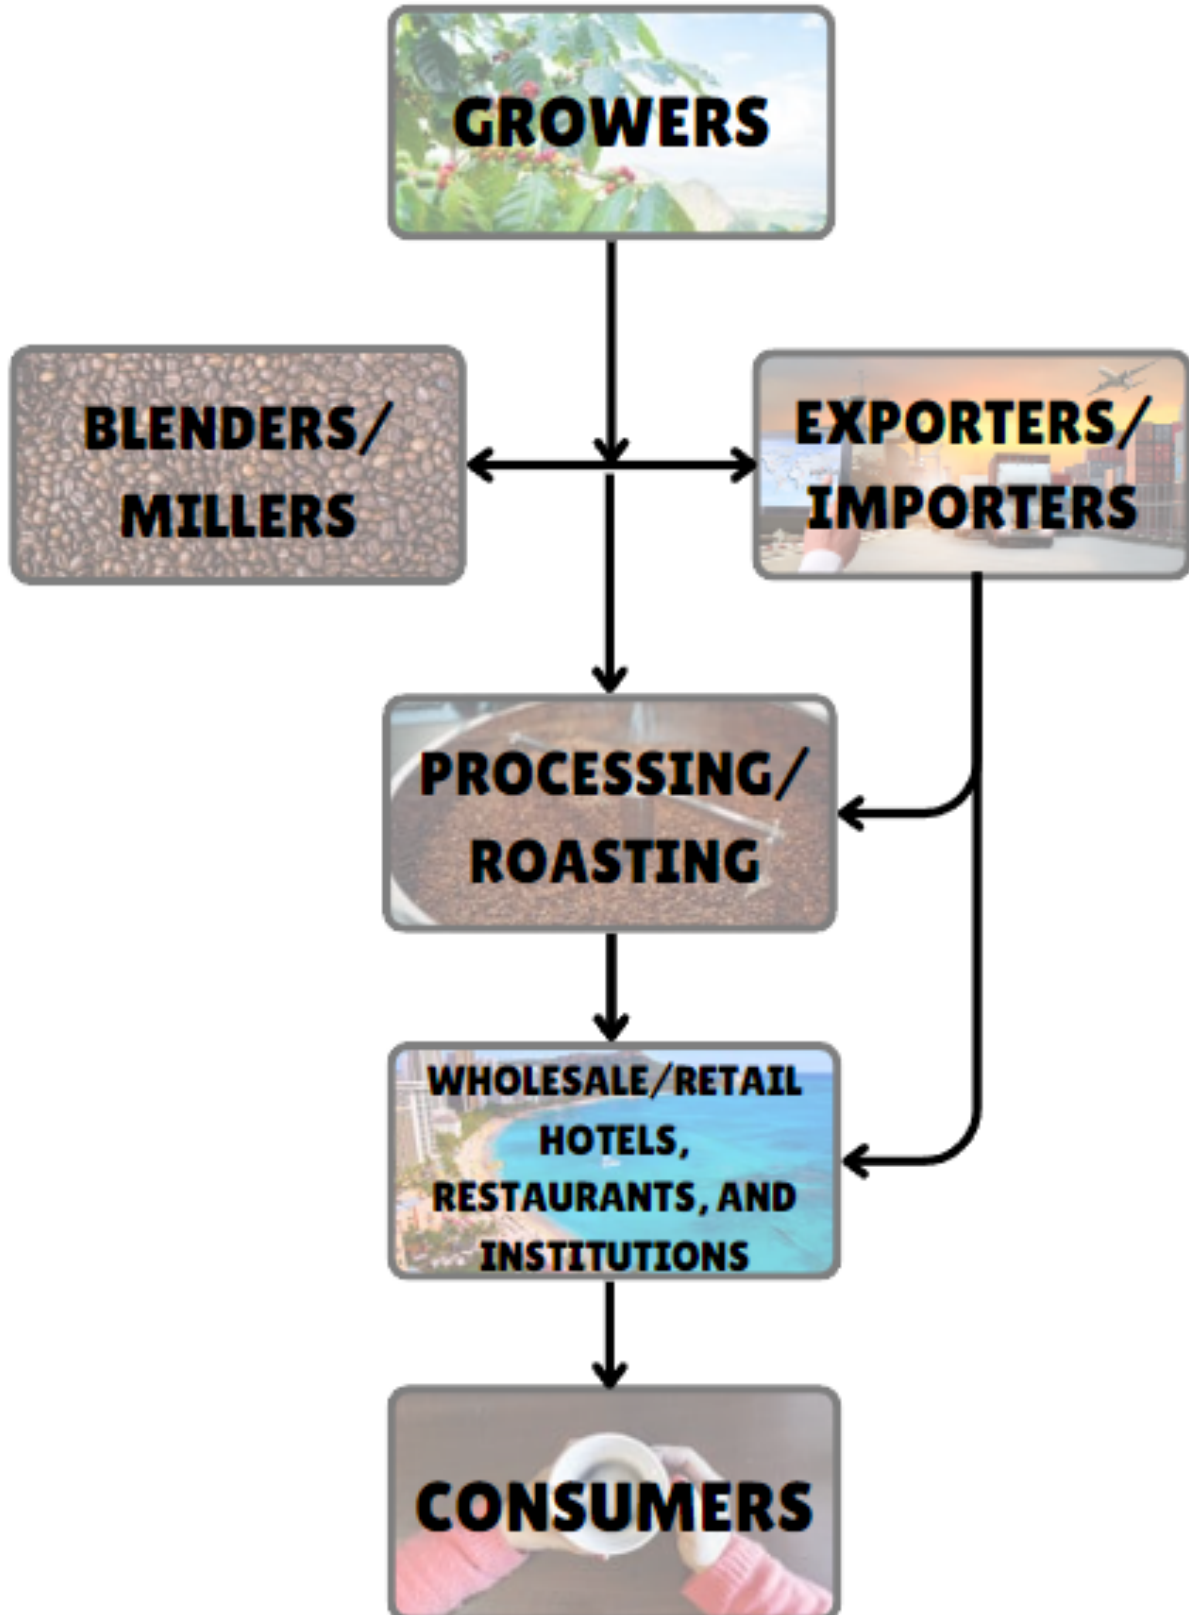 GROWERS
BLENDERS/
MILLERS
EXPORTERS/
IMPORTERS
PROCESSING/
ROASTING
WHOLESALE/RETAIL
HOTELS,
RESTAURANTS, AND
INSTITUTIONS
CONSUMERS